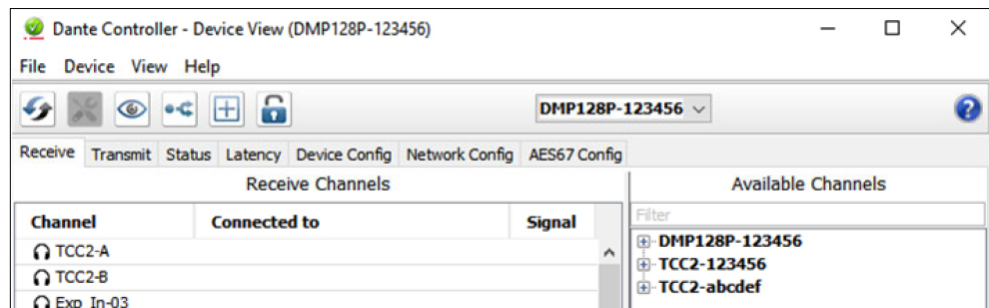 Dante Controller - Device View (DMP128P-123456)
File Device View Help
DMP128P-123456
?
Receive Transmit Status Latency Device Config Network Config AES67 Config
Receive Channels
Available Channels
Channel Connected to Signal
Filter
TCC2-A
TCC2-B
Exp_In-03
DMP128P-123456
TCC2-123456
TCC2-abcdef